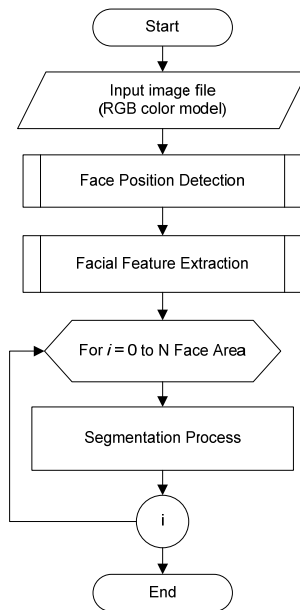 Start
Input image file
(RGB color model)
Face Position Detection
Facial Feature Extraction
For i = 0 to N Face Area
Segmentation Process
i
End